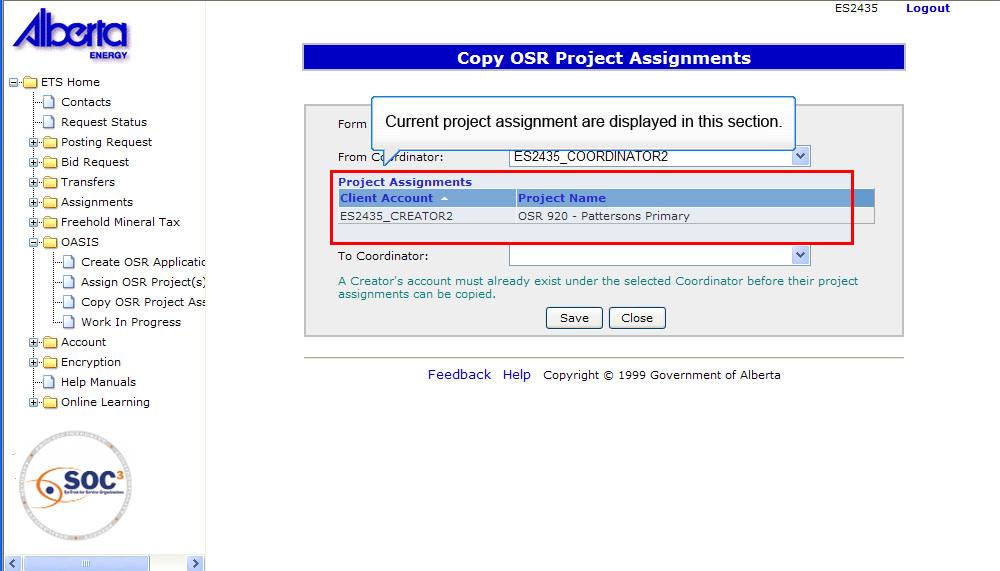 ES2435 Logout
Alberta
ENERGY
ETS Home
Contacts
Request Status
Posting Request
Bid Request
Transfers
Assignments
Freehold Mineral Tax
OASIS
Create OSR Applicatic
Assign OSR Project(s)
Copy OSR Project Ass
Work In Progress
Account
Encryption
Help Manuals
Online Learning
SOC3
Copy OSR Project Assignments
Form
Current project assignment are displayed in this section.
From Coordinator: ES2435_COORDINATOR2
Project Assignments
Client Account Project Name
ES2435_CREATOR2 OSR 920 - Pattersons Primary
To Coordinator:
A Creator's account must already exist under the selected Coordinator before their project
assignments can be copied.
Save Close
Feedback Help Copyright © 1999 Government of Alberta